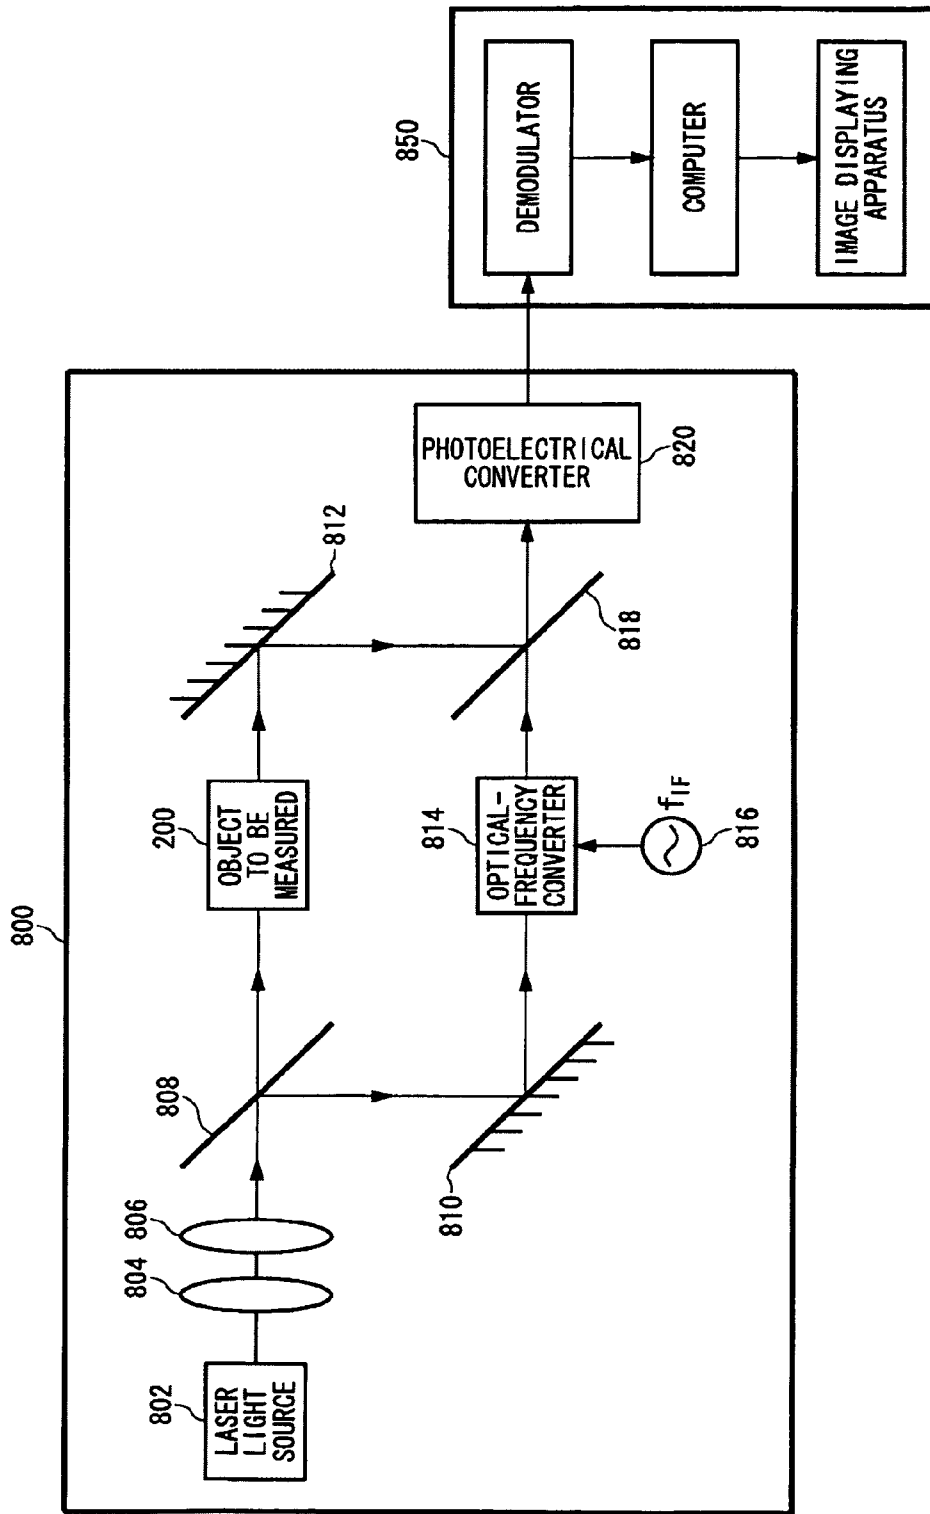 800
802
LASER
LIGHT
SOURCE
804
806
808
200
OBJECT
TO BE
MEASURED
812
810
814
OPTICAL-
FREQUENCY
CONVERTER
fIF
816
818
PHOTOELECTRICAL
CONVERTER
820
850
DEMODULATOR
COMPUTER
IMAGE DISPLAYING
APPARATUS